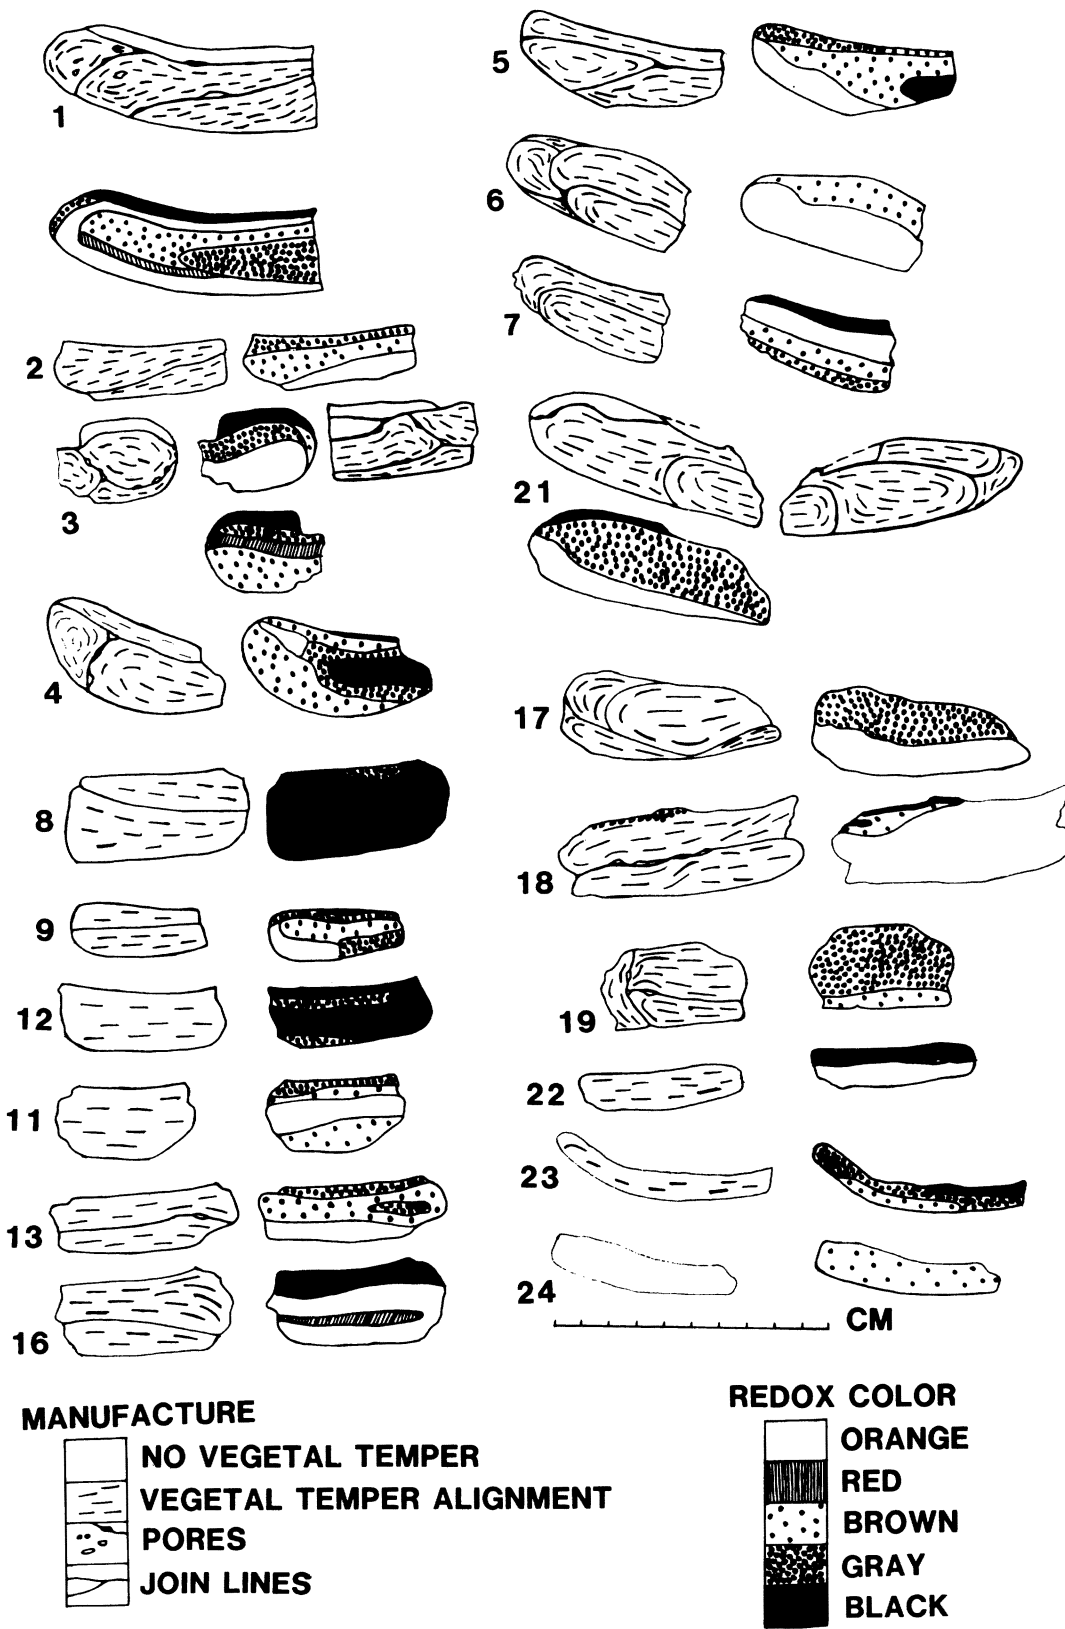 1
2
3
4
8
9
12
11
13
16
5
6
7
21
17
18
19
22
23
24
CM
MANUFACTURE
NO VEGETAL TEMPER
VEGETAL TEMPER ALIGNMENT
PORES
JOIN LINES
REDOX COLOR
ORANGE
RED
BROWN
GRAY
BLACK